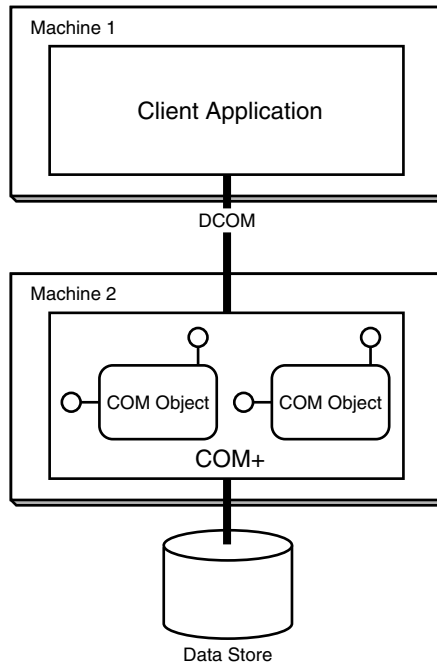 Machine 1
Client Application
DCOM
Machine 2
COM Object
COM Object
COM+
Data Store